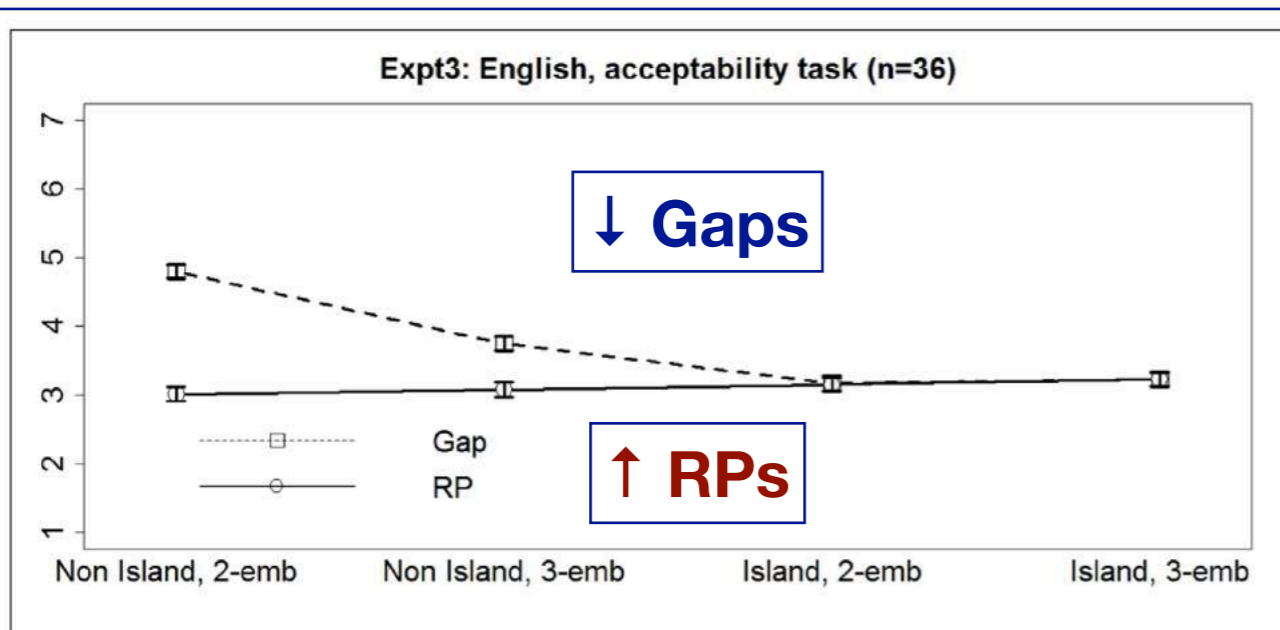 Expt3: English, acceptability task (n=36)
7
6
5
4
3
2
1
↓ Gaps
↑ RPs
Gap
RP
Non Island, 2-emb
Non Island, 3-emb
Island, 2-emb
Island, 3-emb